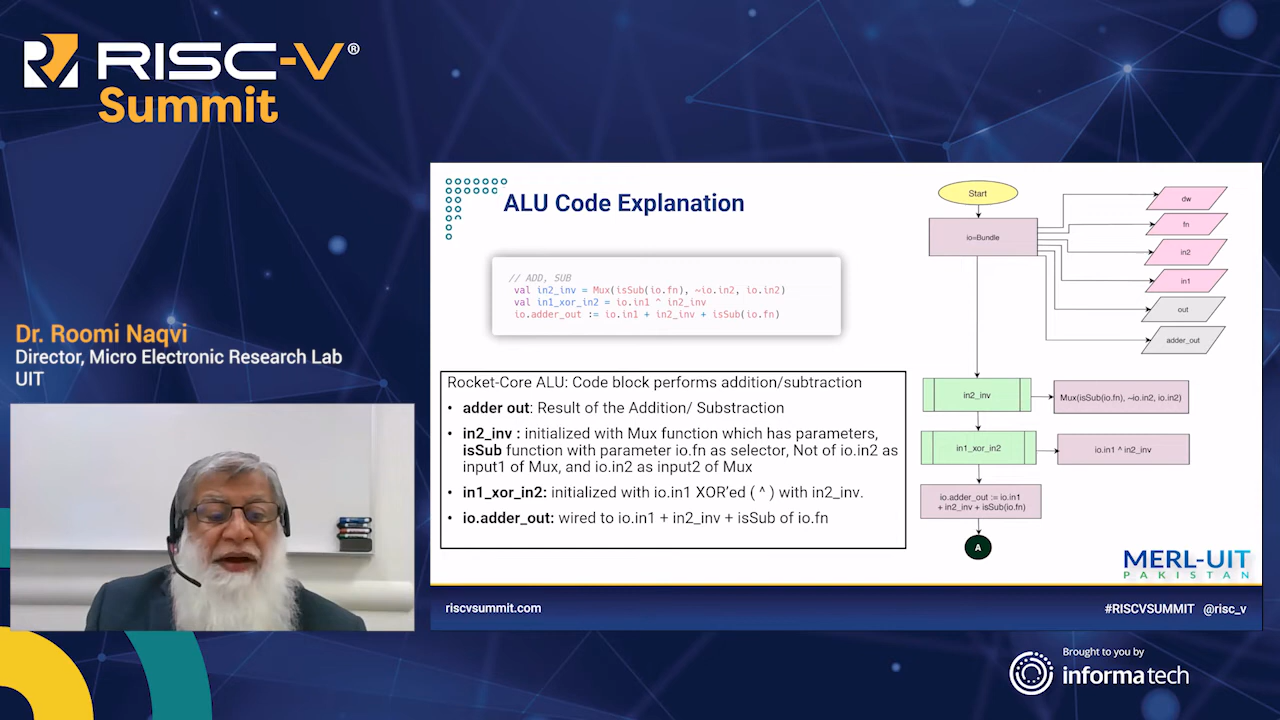 RISC-V®
Summit
Dr. Roomi Naqvi
Director, Micro Electronic Research Lab
UIT
ALU Code Explanation
// ADD, SUB
val in2_inv = Mux(isSub(io.fn), ~io.in2, io.in2)
val in1_xor_in2 = io.in1 ^ in2_inv
io.adder_out := io.in1 + in2_inv + isSub(io.fn)
Rocket-Core ALU: Code block performs addition/subtraction
• adder out: Result of the Addition/ Substraction
• in2_inv : initialized with Mux function which has parameters,
isSub function with parameter io.fn as selector, Not of io.in2 as
input1 of Mux, and io.in2 as input2 of Mux
• in1_xor_in2: initialized with io.in1 XOR'ed ( ^ ) with in2_inv.
• io.adder_out: wired to io.in1 + in2_inv + isSub of io.fn
Start
io=Bundle
dw
fn
in2
in1
out
adder_out
in2_inv
Mux(isSub(io.fn), ~io.in2, io.in2)
in1_xor_in2
io.in1 ^ in2_inv
io.adder_out := io.in1
+ in2_inv + isSub(io.fn)
A
MERL-UIT
PAKISTAN
riscvsummit.com
#RISCVSUMMIT @risc_v
Brought to you by
informa tech